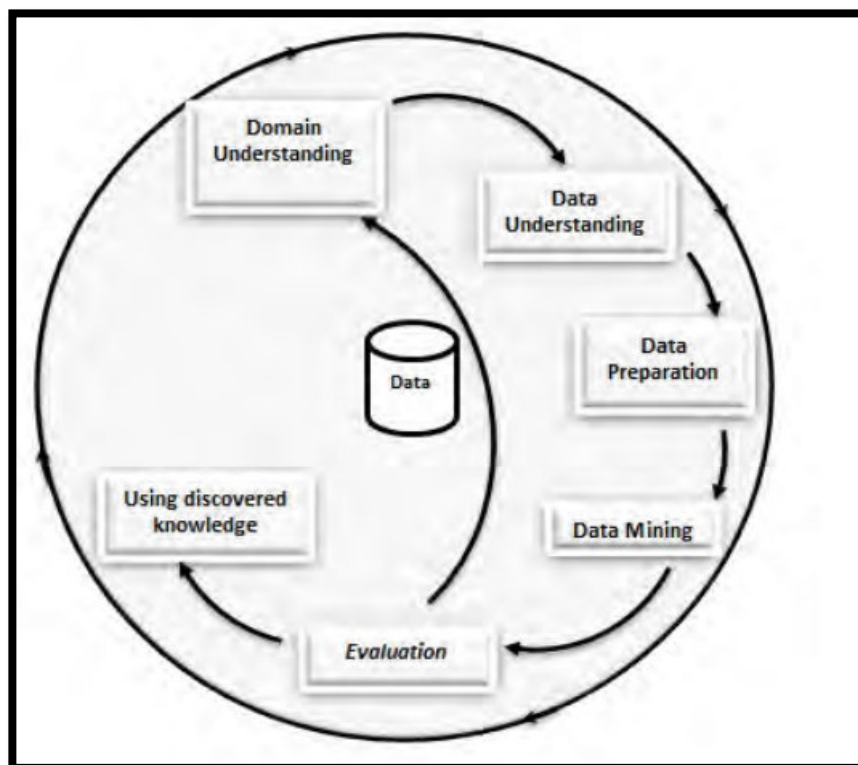 Domain
Understanding
Data
Understanding
Data
Preparation
Data
Using discovered
knowledge
Data Mining
Evaluation